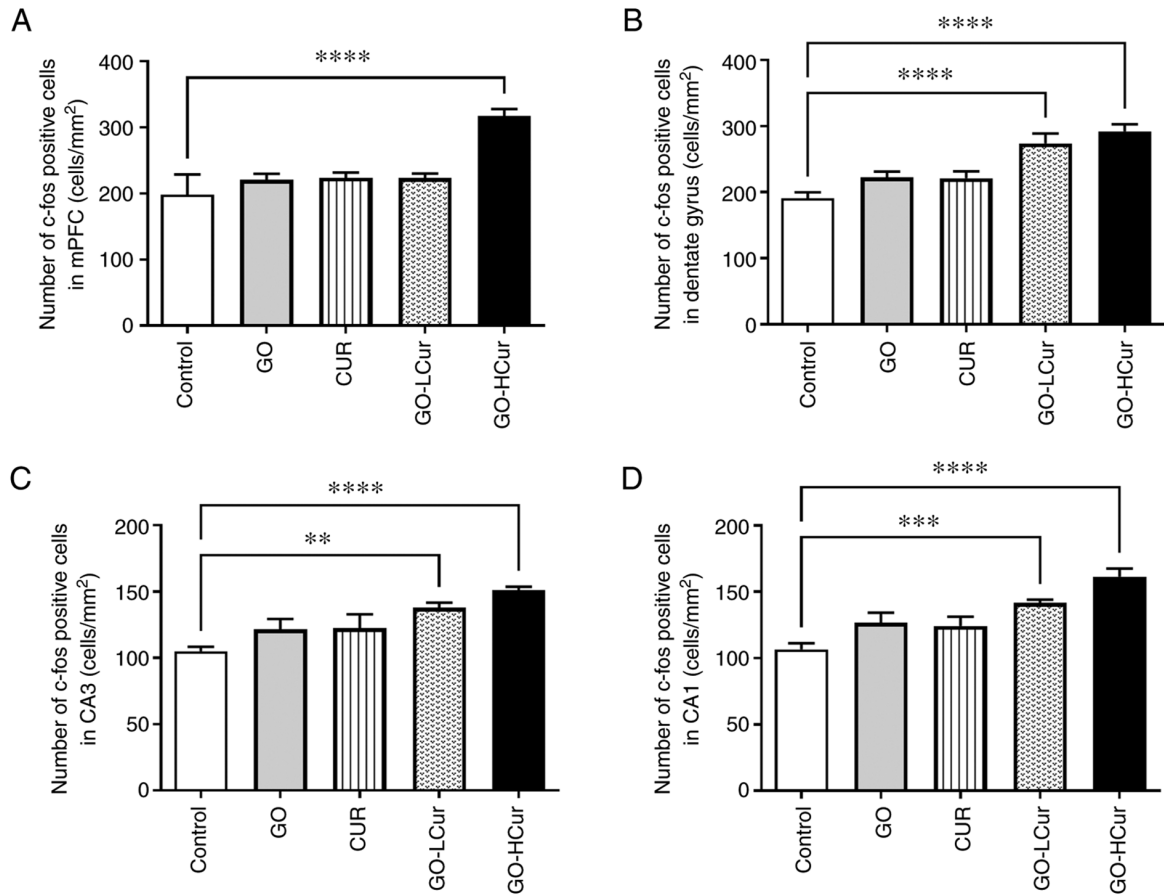 A
Number of c-fos positive cells
in mPFC (cells/mm²)
400
300
200
100
0
****
Control
GO
CUR
GO-LCur
GO-HCur
B
Number of c-fos positive cells
in dentate gyrus (cells/mm²)
400
300
200
100
0
****
****
Control
GO
CUR
GO-LCur
GO-HCur
C
Number of c-fos positive cells
in CA3 (cells/mm²)
200
150
100
50
0
****
**
Control
GO
CUR
GO-LCur
GO-HCur
D
Number of c-fos positive cells
in CA1 (cells/mm²)
200
150
100
50
0
****
***
Control
GO
CUR
GO-LCur
GO-HCur